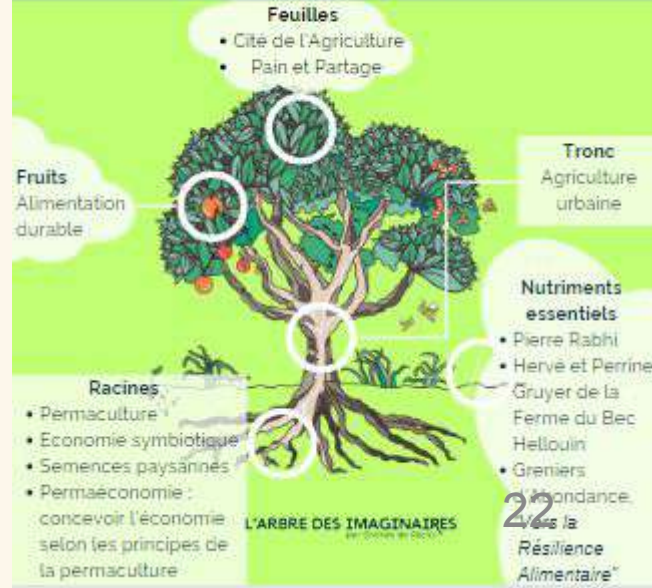 Feuilles
• Cité de l'Agriculture
• Pain et Partage
Fruits
Alimentation
durable
Tronc
Agriculture
urbaine
Nutriments
essentiels
• Pierre Rabhi
• Hervé et Perrine
Gruyer de la
Ferme du Bec
Hellouin
• Greniers
d'Abondance,
Vers la
Résilience
Alimentaire"
22
Racines
• Permaculture
• Economie symbiotique
• Semences paysannes
• Permaéconomie :
concevoir l'économie
selon les principes de
la permaculture
L'ARBRE DES IMAGINAIRES